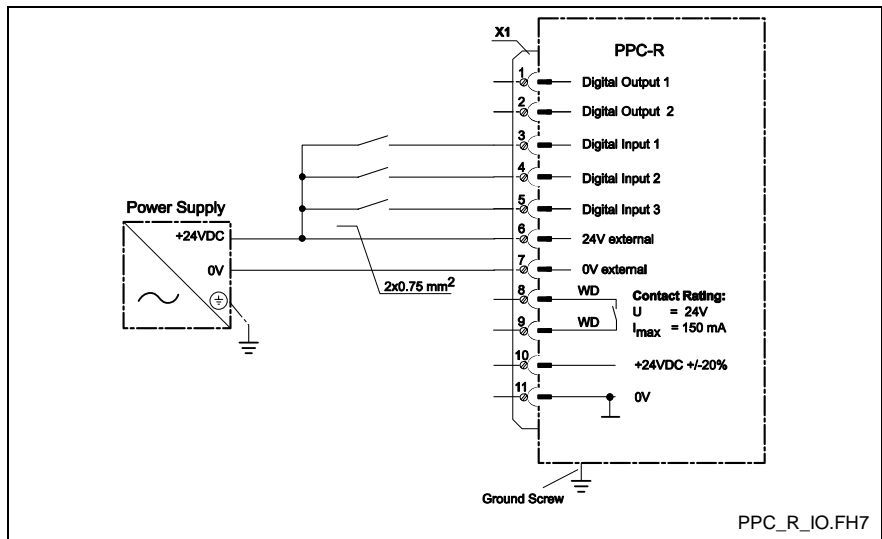 X1
PPC-R
1 Digital Output 1
2 Digital Output 2
3 Digital Input 1
4 Digital Input 2
5 Digital Input 3
Power Supply
+24VDC
6 24V external
0V
7 0V external
2x0.75 mm²
8 WD
Contact Rating:
U = 24V
9 WD
Imax = 150 mA
10 +24VDC +/-20%
11 0V
Ground Screw
PPC_R_IO.FH7